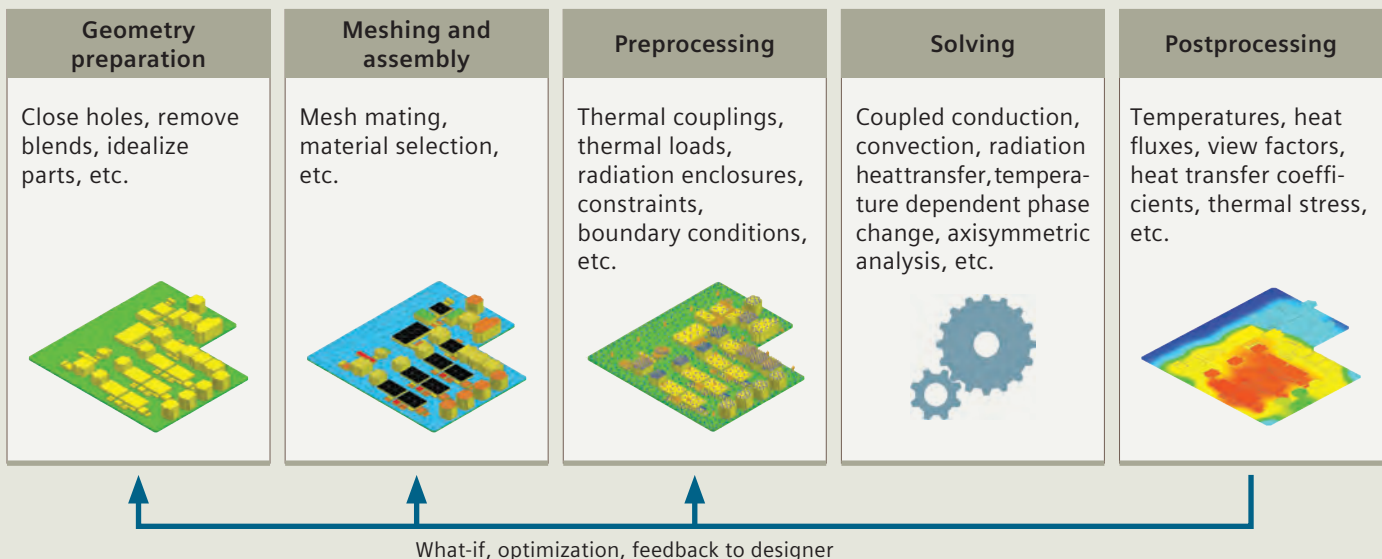 Geometry
preparation
Close holes, remove
blends, idealize
parts, etc.
Meshing and
assembly
Mesh mating,
material selection,
etc.
Preprocessing
Thermal couplings,
thermal loads,
radiation enclosures,
constraints,
boundary conditions,
etc.
Solving
Coupled conduction,
convection, radiation
heattransfer,tempera-
ture dependent phase
change, axisymmetric
analysis, etc.
Postprocessing
Temperatures, heat
fluxes, view factors,
heat transfer coeffi-
cients, thermal stress,
etc.
What-if, optimization, feedback to designer